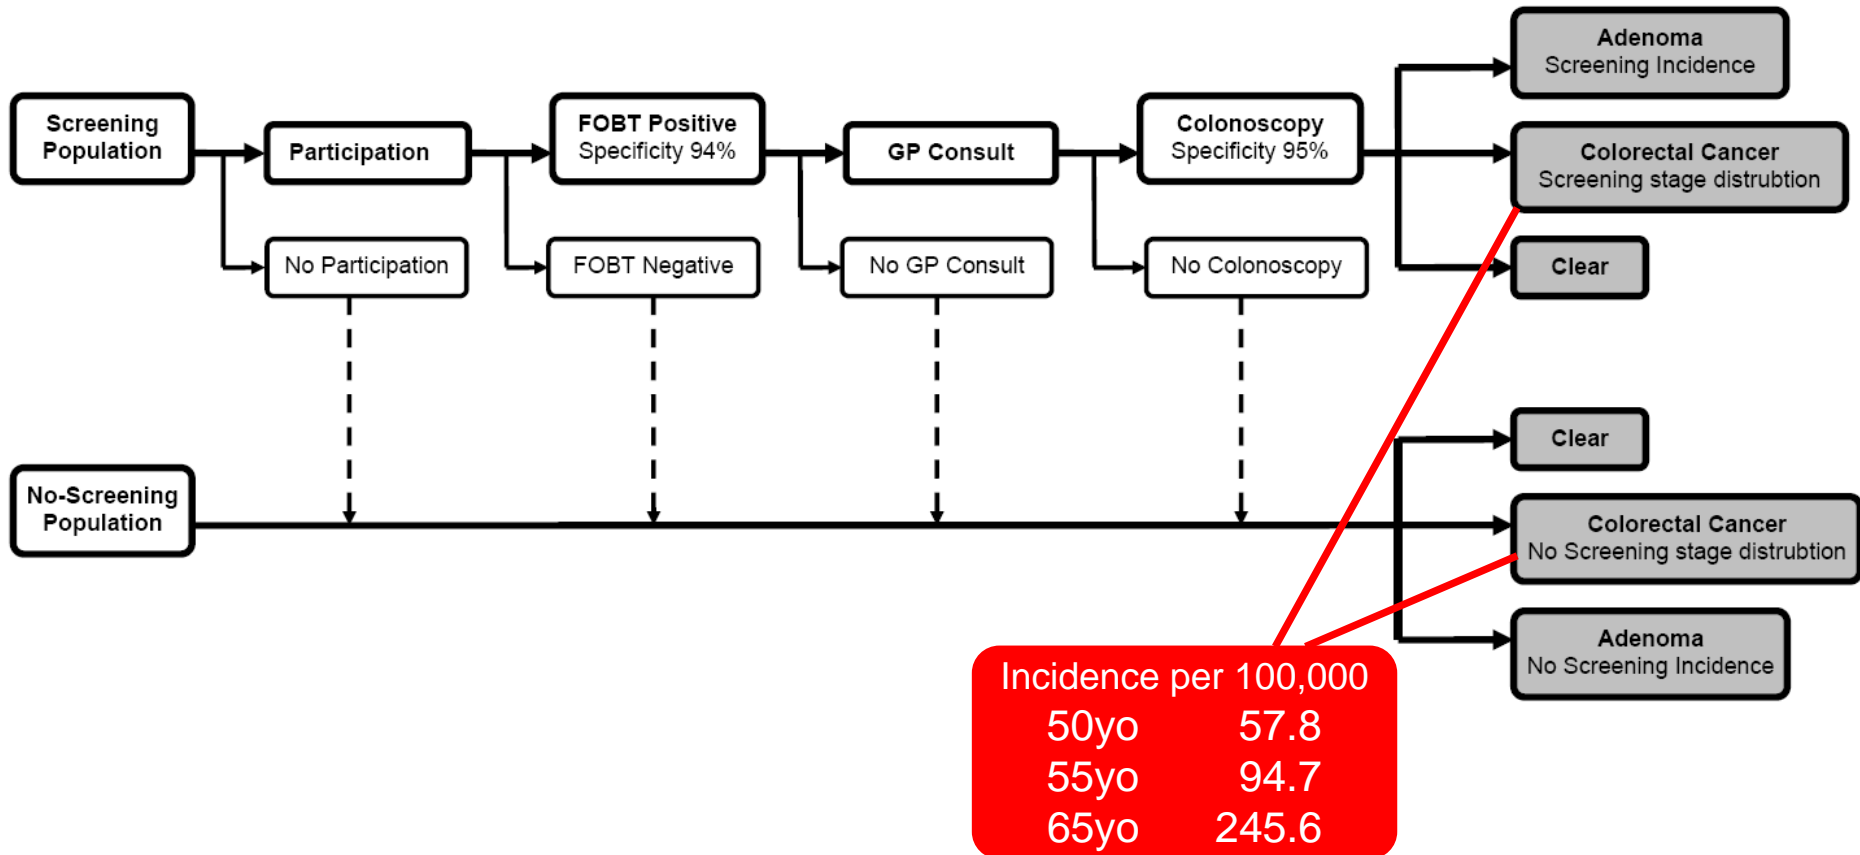 Adenoma
Screening Incidence
Screening
Population
Participation
FOBT Positive
Specificity 94%
GP Consult
Colonoscopy
Specificity 95%
Colorectal Cancer
Screening stage distrubtion
No Participation
FOBT Negative
No GP Consult
No Colonoscopy
Clear
Clear
No-Screening
Population
Colorectal Cancer
No Screening stage distrubtion
Adenoma
No Screening Incidence
Incidence per 100,000
50yo 57.8
55yo 94.7
65yo 245.6